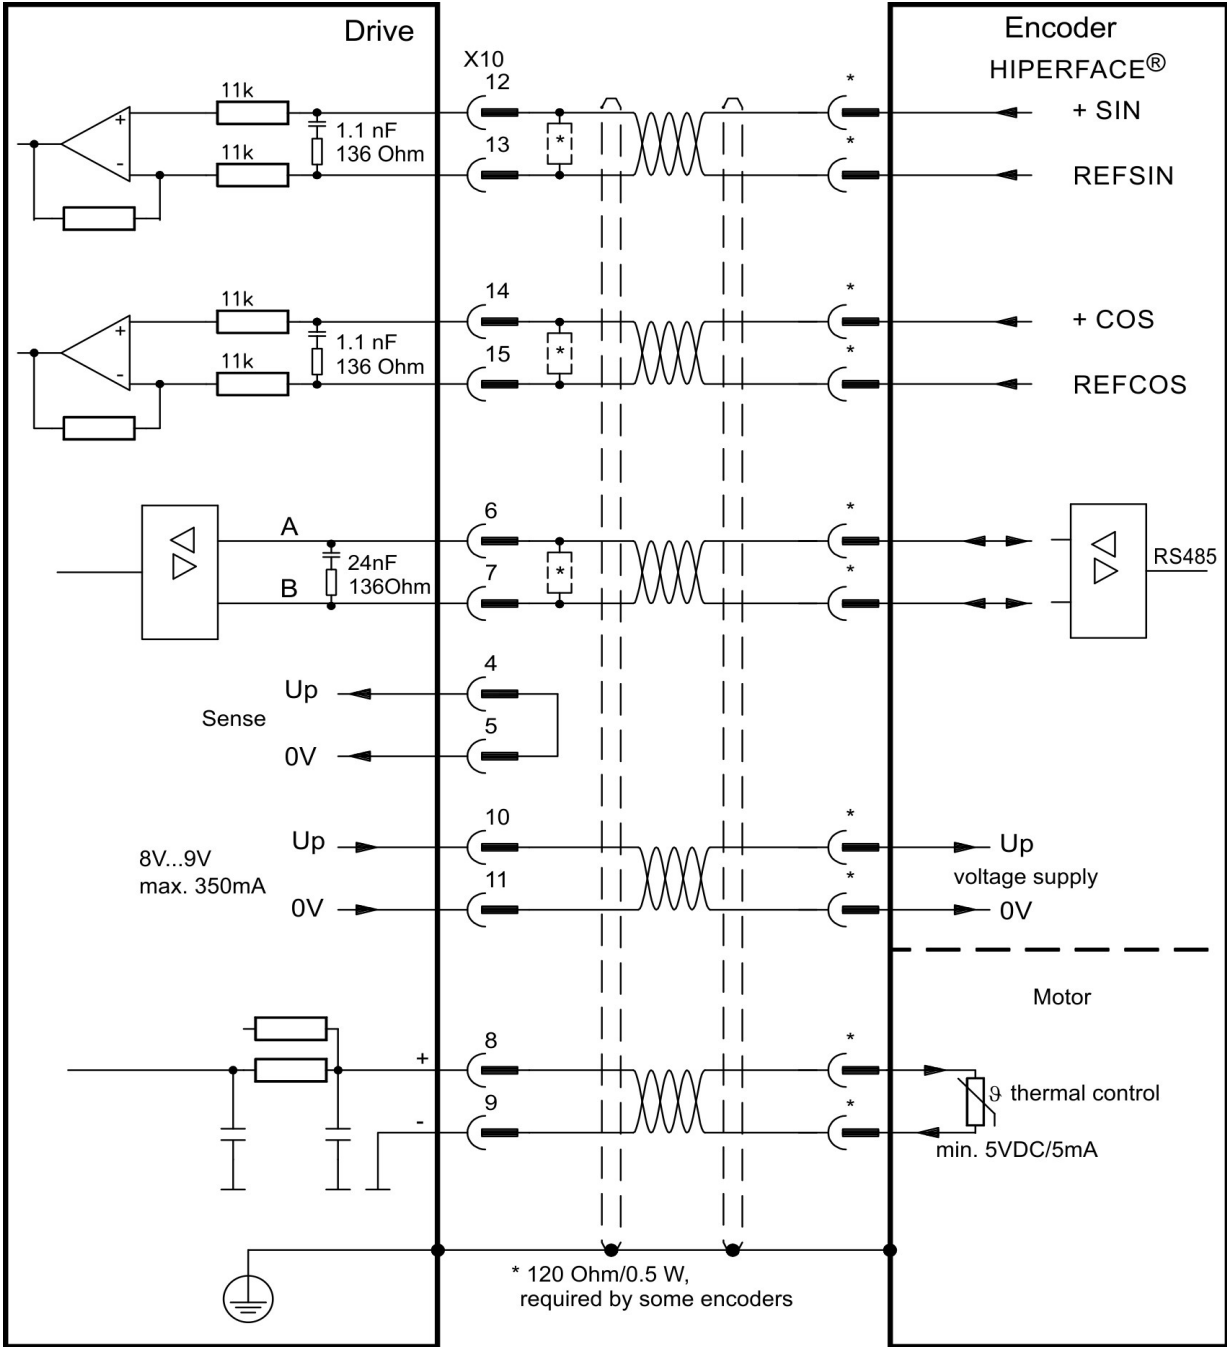 Drive
Encoder
HIPERFACE®
X10
12
*
11k
+
1.1 nF
136 Ohm
*
+ SIN
13
*
11k
-
REFSIN
14
*
11k
+
1.1 nF
136 Ohm
*
+ COS
15
*
11k
-
REFCOS
6
*
A
24nF
136Ohm
*
RS485
7
*
B
4
Up
Sense
5
0V
10
*
Up
Up
8V...9V
max. 350mA
voltage supply
11
*
0V
0V
Motor
8
*
+
ϑ thermal control
9
*
-
min. 5VDC/5mA
* 120 Ohm/0.5 W,
required by some encoders